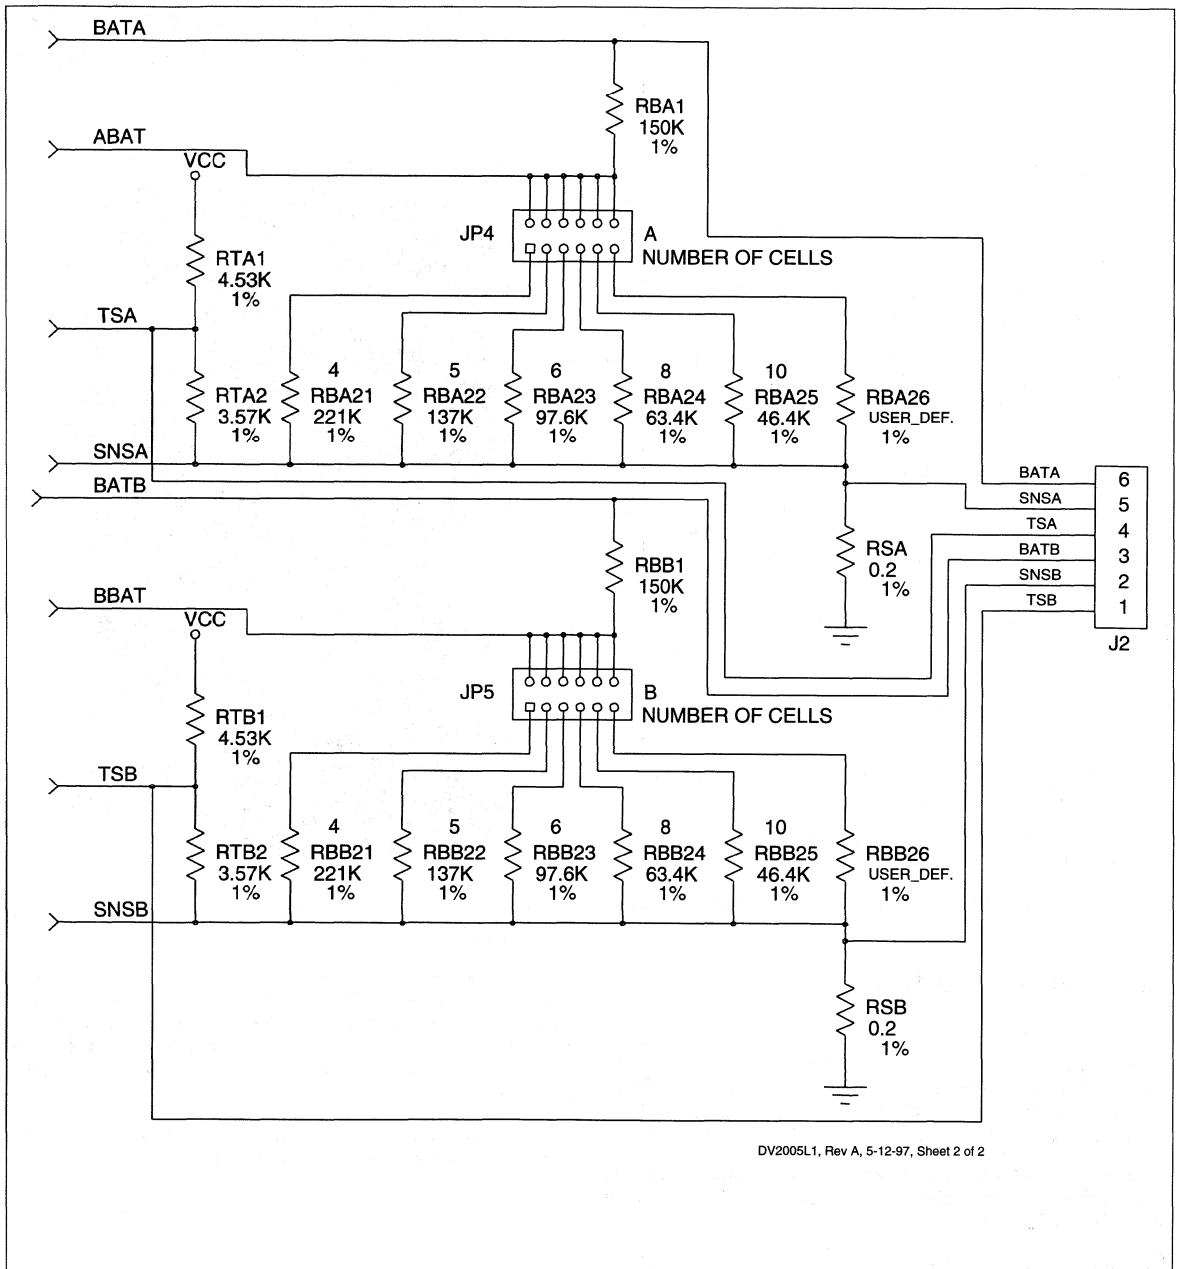 BATA
RBA1
150K
1%
ABAT
VCC
JP4
A
NUMBER OF CELLS
RTA1
4.53K
1%
TSA
RTA2
3.57K
1%
4
RBA21
221K
1%
5
RBA22
137K
1%
6
RBA23
97.6K
1%
8
RBA24
63.4K
1%
10
RBA25
46.4K
1%
RBA26
USER_DEF.
1%
SNSA
BATB
RSA
0.2
1%
BATA 6
SNSA 5
TSA 4
BATB 3
SNSB 2
TSB 1
J2
RBB1
150K
1%
BBAT
VCC
JP5
B
NUMBER OF CELLS
RTB1
4.53K
1%
TSB
RTB2
3.57K
1%
4
RBB21
221K
1%
5
RBB22
137K
1%
6
RBB23
97.6K
1%
8
RBB24
63.4K
1%
10
RBB25
46.4K
1%
RBB26
USER_DEF.
1%
SNSB
RSB
0.2
1%
DV2005L1, Rev A, 5-12-97, Sheet 2 of 2